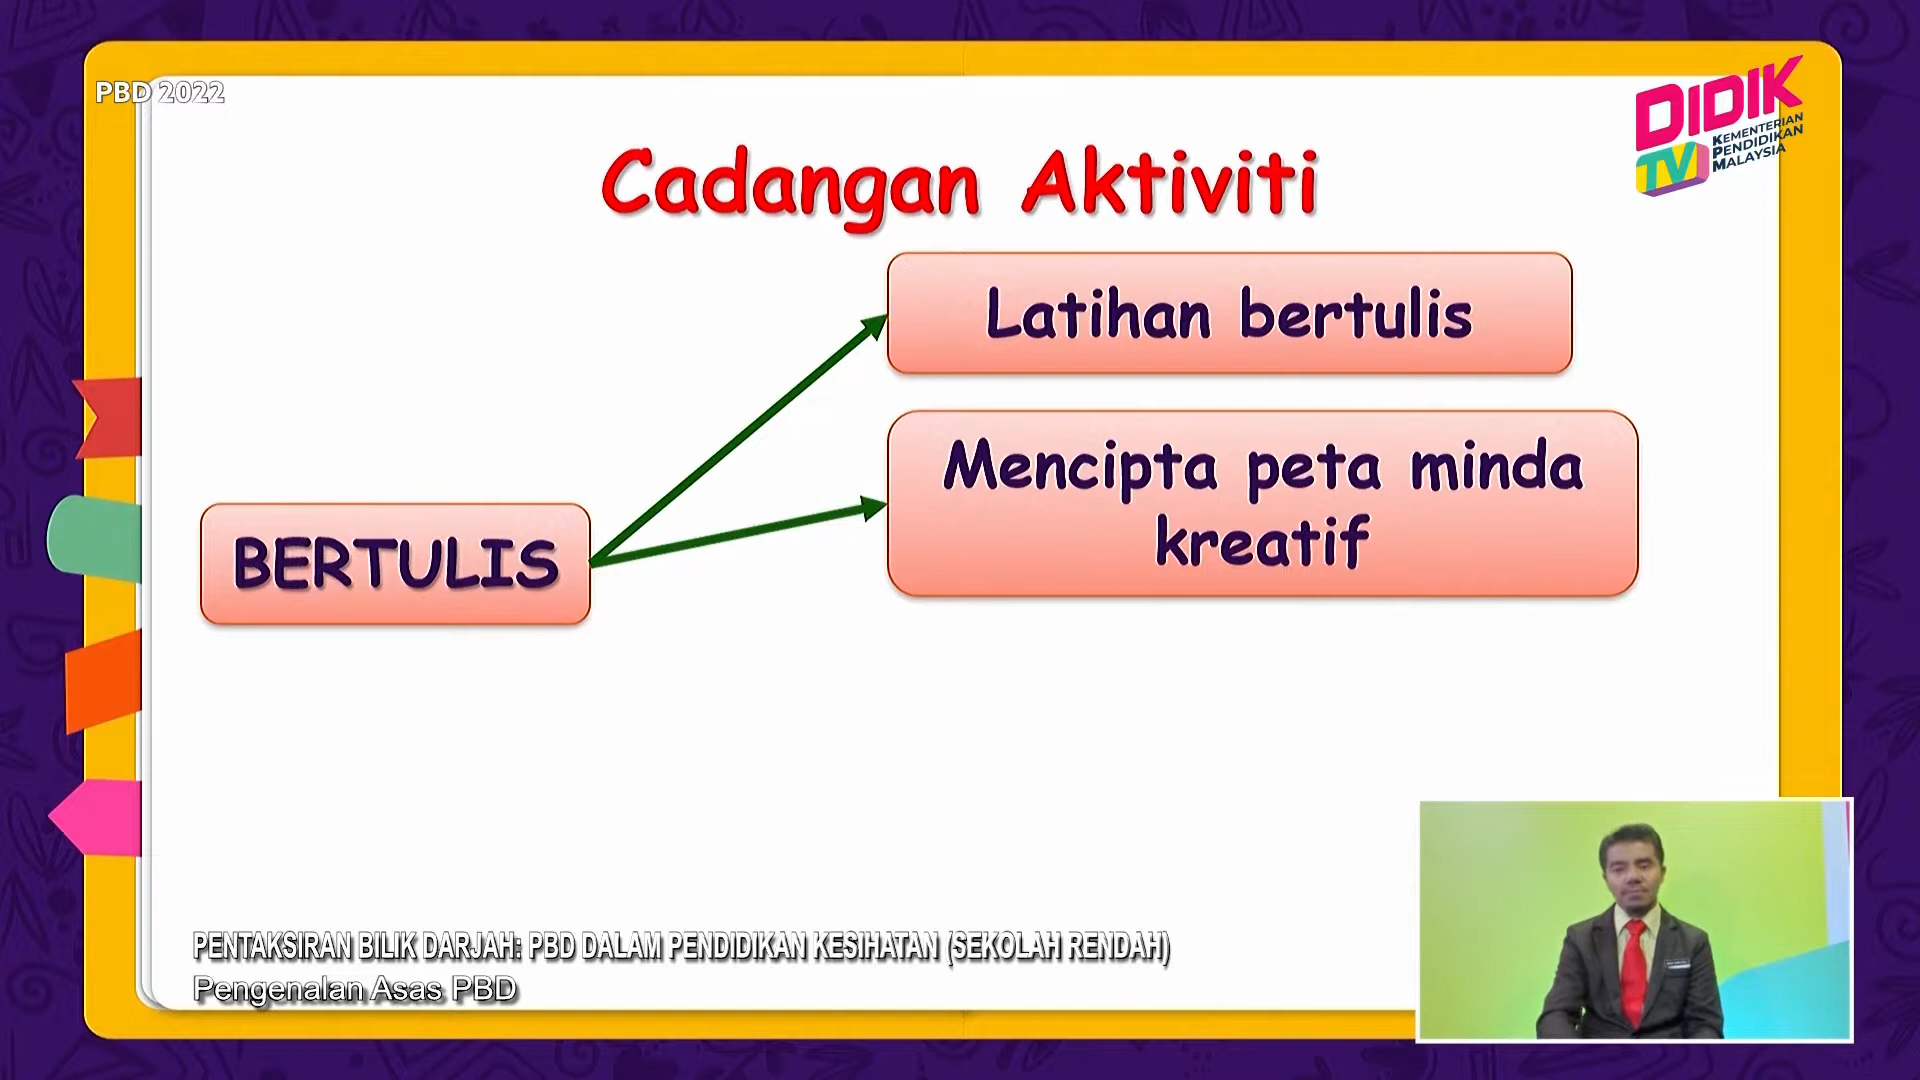 PBD 2022
DIDIK
TV
KEMENTERIAN
PENDIDIKAN
MALAYSIA
Cadangan Aktiviti
Latihan bertulis
Mencipta peta minda
kreatif
BERTULIS
PENTAKSIRAN BILIK DARJAH: PBD DALAM PENDIDIKAN KESIHATAN (SEKOLAH RENDAH)
Pengenalan Asas PBD